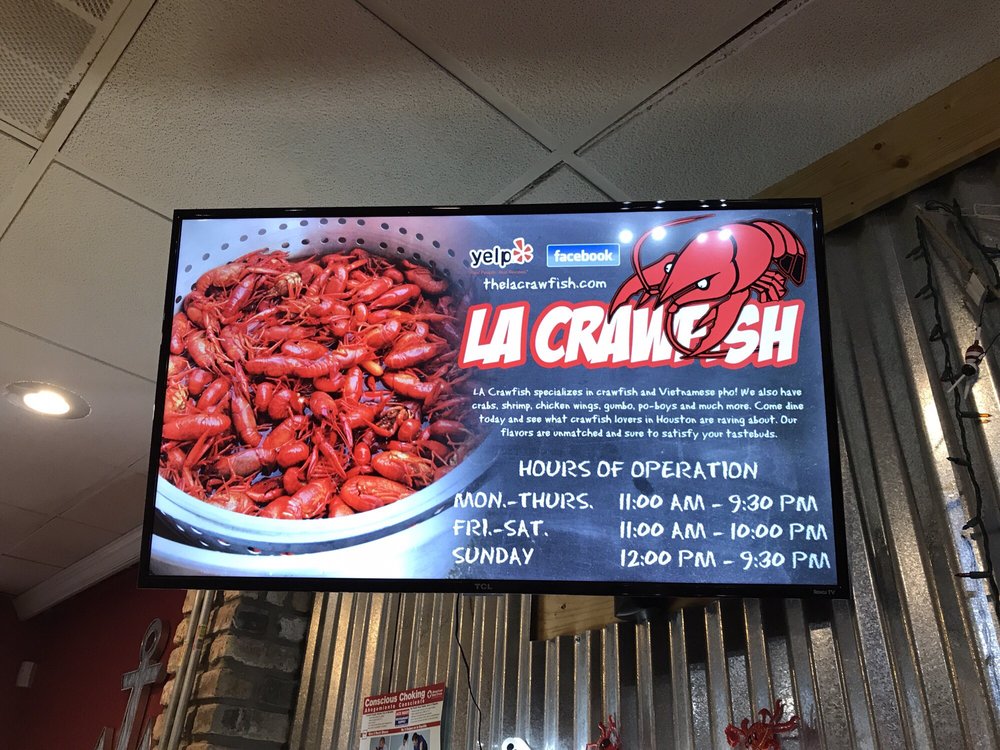 yelp
facebook
thelacrawfish.com
LA CRAWFISH
LA Crawfish specializes in crawfish and Vietnamese pho! We also have
crabs, shrimp, chicken wings, gumbo, po-boys and much more. Come dine
today and see what crawfish lovers in Houston are raving about. Our
flavors are unmatched and sure to satisfy your tastebuds.
HOURS OF OPERATION
MON.-THURS. 11:00 AM - 9:30 PM
FRI.-SAT. 11:00 AM - 10:00 PM
SUNDAY 12:00 PM - 9:30 PM
TCL
Roku TV
Conscious Choking